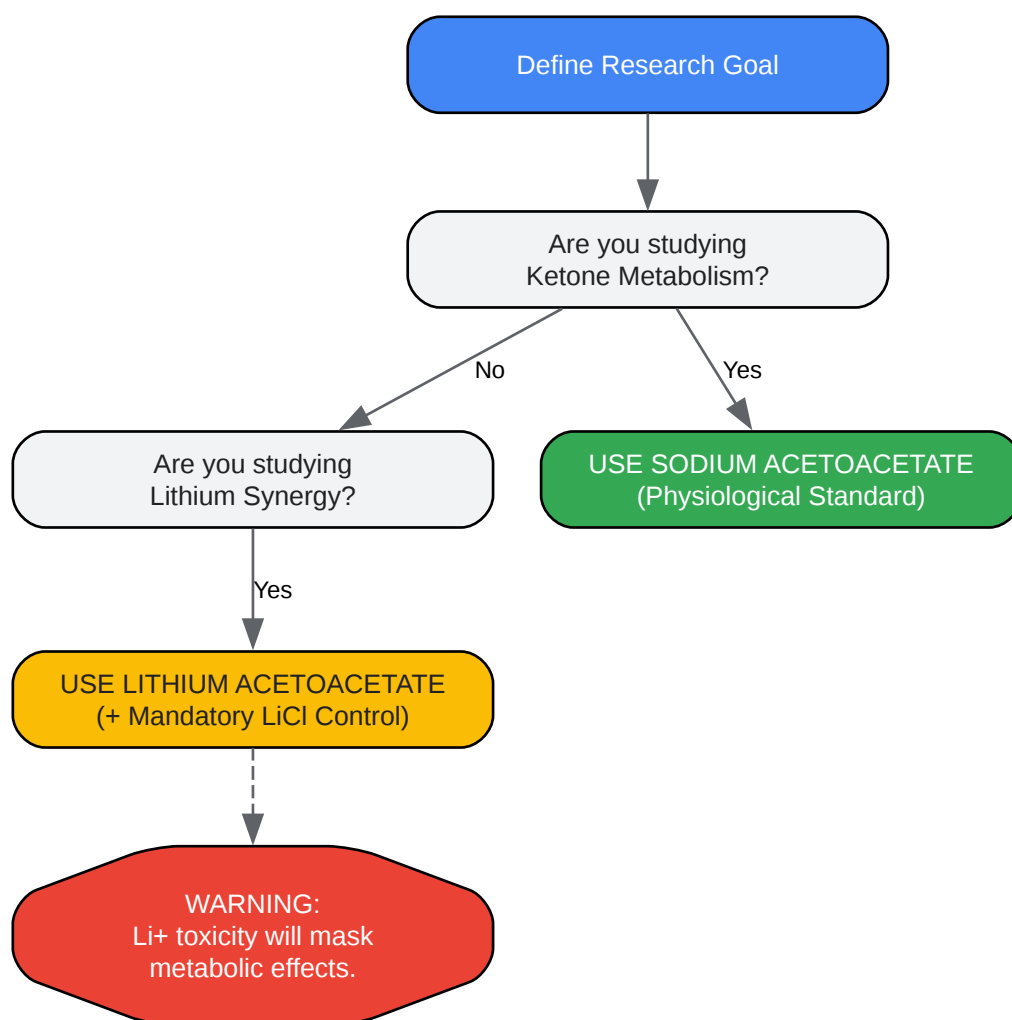 Define Research Goal
Are you studying
Ketone Metabolism?
No
Yes
Are you studying
Lithium Synergy?
USE SODIUM ACETOACETATE
(Physiological Standard)
Yes
USE LITHIUM ACETOACETATE
(+ Mandatory LiCl Control)
WARNING:
Li+ toxicity will mask
metabolic effects.